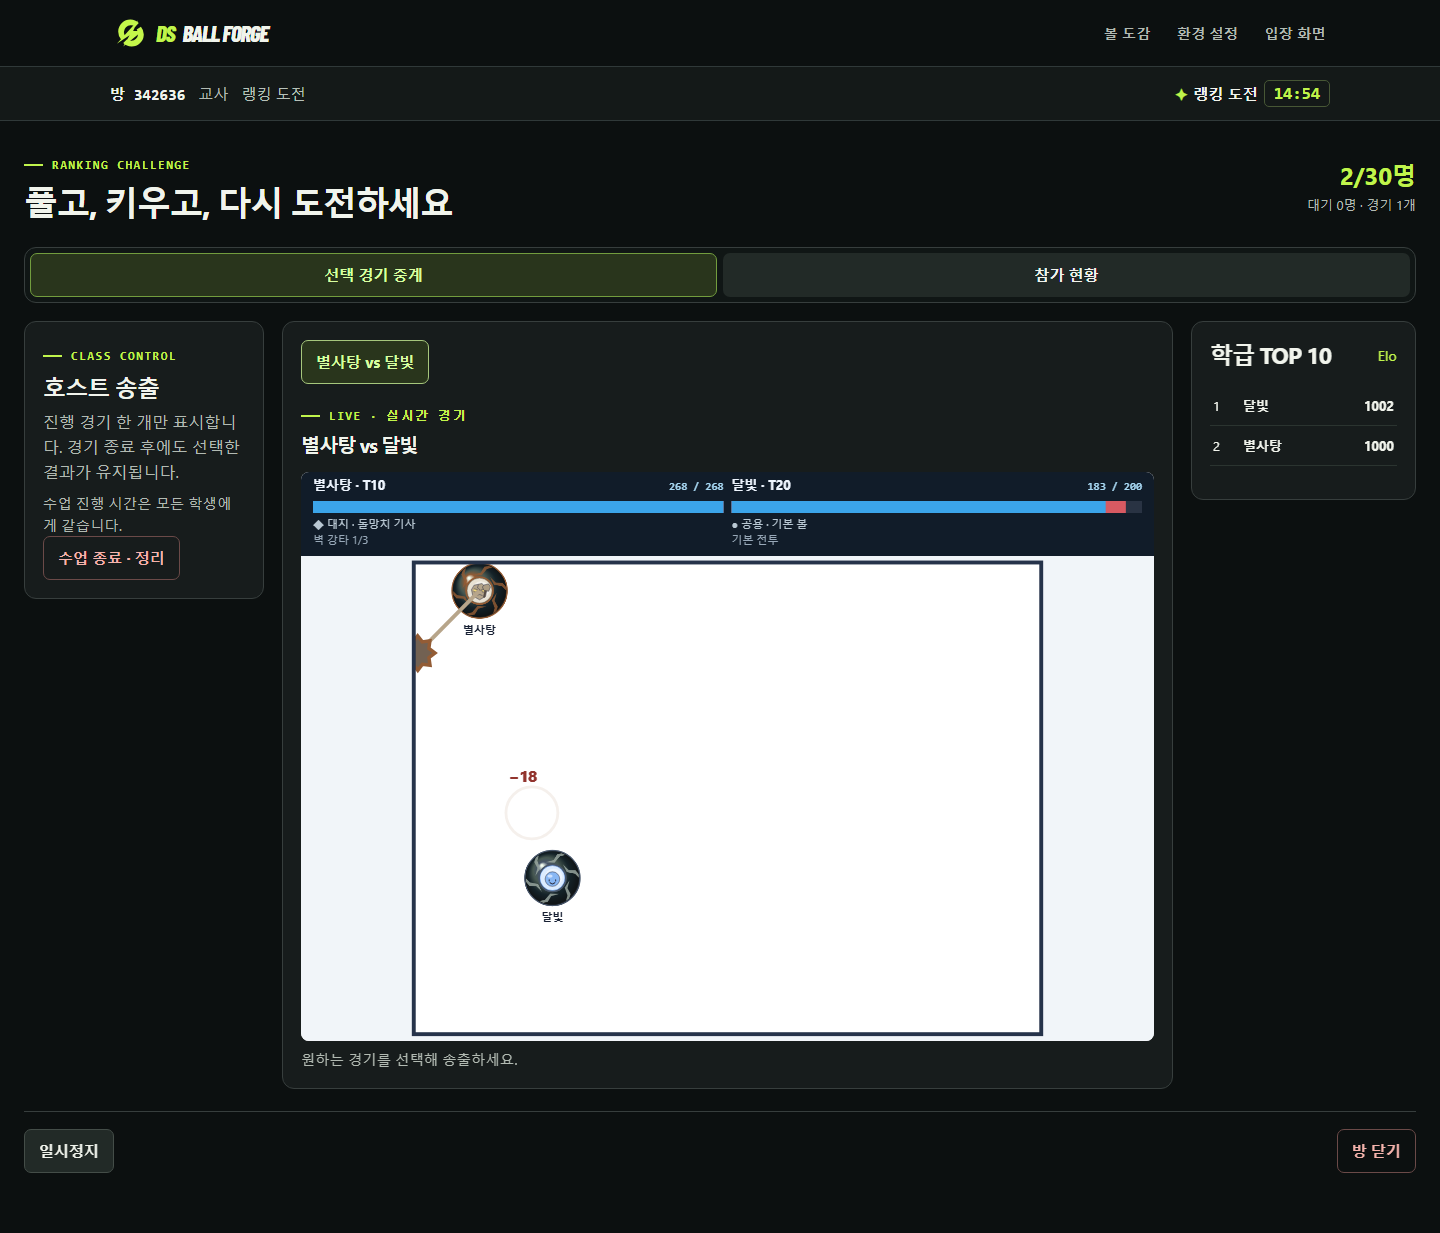 DS BALL FORGE
볼 도감
환경 설정
입장 화면
방 342636 교사 랭킹 도전
✦ 랭킹 도전 14:54
RANKING CHALLENGE
풀고, 키우고, 다시 도전하세요
2/30명
대기 0명 · 경기 1개
선택 경기 중계
참가 현황
CLASS CONTROL
호스트 송출
진행 경기 한 개만 표시합니
다. 경기 종료 후에도 선택한
결과가 유지됩니다.
수업 진행 시간은 모든 학생에
게 같습니다.
수업 종료 · 정리
별사탕 vs 달빛
LIVE · 실시간 경기
별사탕 vs 달빛
별사탕 · T10 268 / 268
◆ 대지 · 돌망치 기사
벽 강타 1/3
달빛 · T20 183 / 200
● 공용 · 기본 볼
기본 전투
별사탕
−18
달빛
원하는 경기를 선택해 송출하세요.
학급 TOP 10 Elo
1 달빛 1002
2 별사탕 1000
일시정지
방 닫기